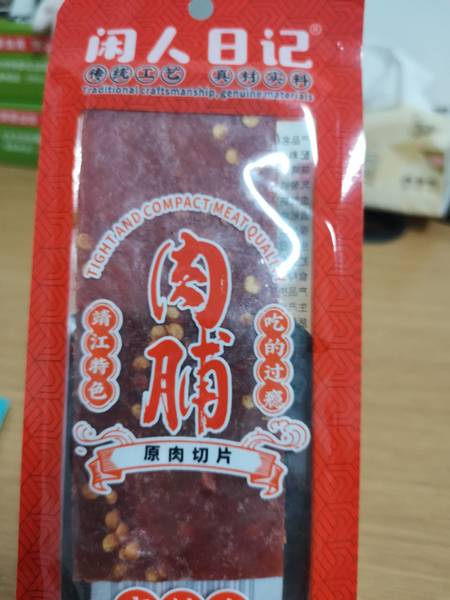 闲人日记®
传统工艺 真材实料
Traditional craftsmanship, genuine materials
TIGHT AND COMPACT MEAT QUALI
肉脯
靖江特色
吃的过瘾
原肉切片